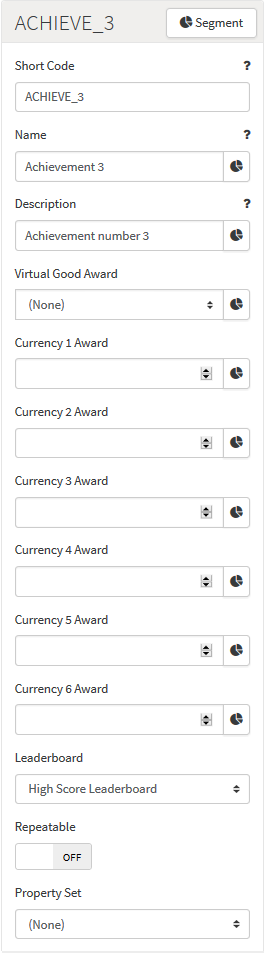 ACHIEVE_3
Segment
Short Code ?
ACHIEVE_3
Name ?
Achievement 3
Description ?
Achievement number 3
Virtual Good Award
(None)
Currency 1 Award
Currency 2 Award
Currency 3 Award
Currency 4 Award
Currency 5 Award
Currency 6 Award
Leaderboard
High Score Leaderboard
Repeatable
OFF
Property Set
(None)